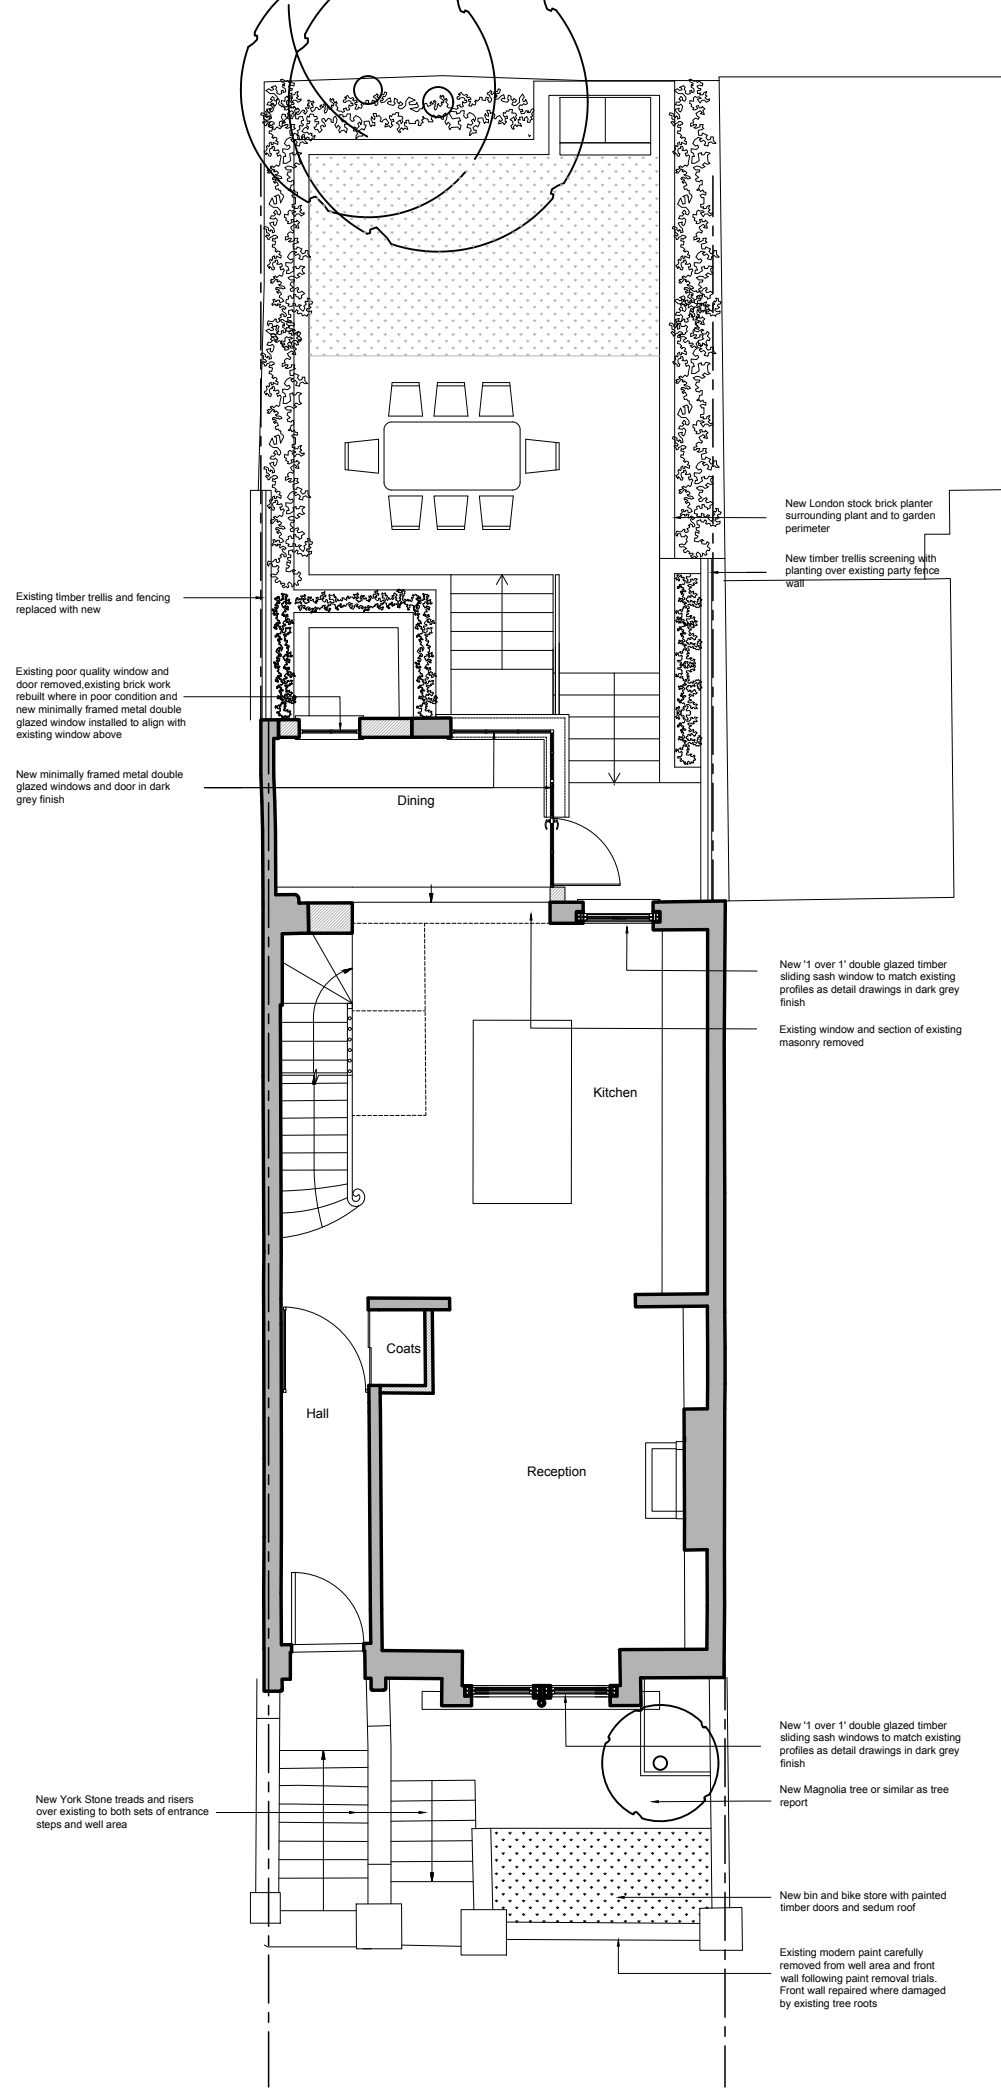 New London stock brick planter
surrounding plant and to garden
perimeter
New timber trellis screening with
planting over existing party fence
wall
Existing timber trellis and fencing
replaced with new
Existing poor quality window and
door removed,existing brick work
rebuilt where in poor condition and
new minimally framed metal double
glazed window installed to align with
existing window above
New minimally framed metal double
glazed windows and door in dark
grey finish
Dining
New '1 over 1' double glazed timber
sliding sash window to match existing
profiles as detail drawings in dark grey
finish
Existing window and section of existing
masonry removed
Kitchen
Coats
Hall
Reception
New '1 over 1' double glazed timber
sliding sash windows to match existing
profiles as detail drawings in dark grey
finish
New Magnolia tree or similar as tree
report
New York Stone treads and risers
over existing to both sets of entrance
steps and well area
New bin and bike store with painted
timber doors and sedum roof
Existing modern paint carefully
removed from well area and front
wall following paint removal trials.
Front wall repaired where damaged
by existing tree roots